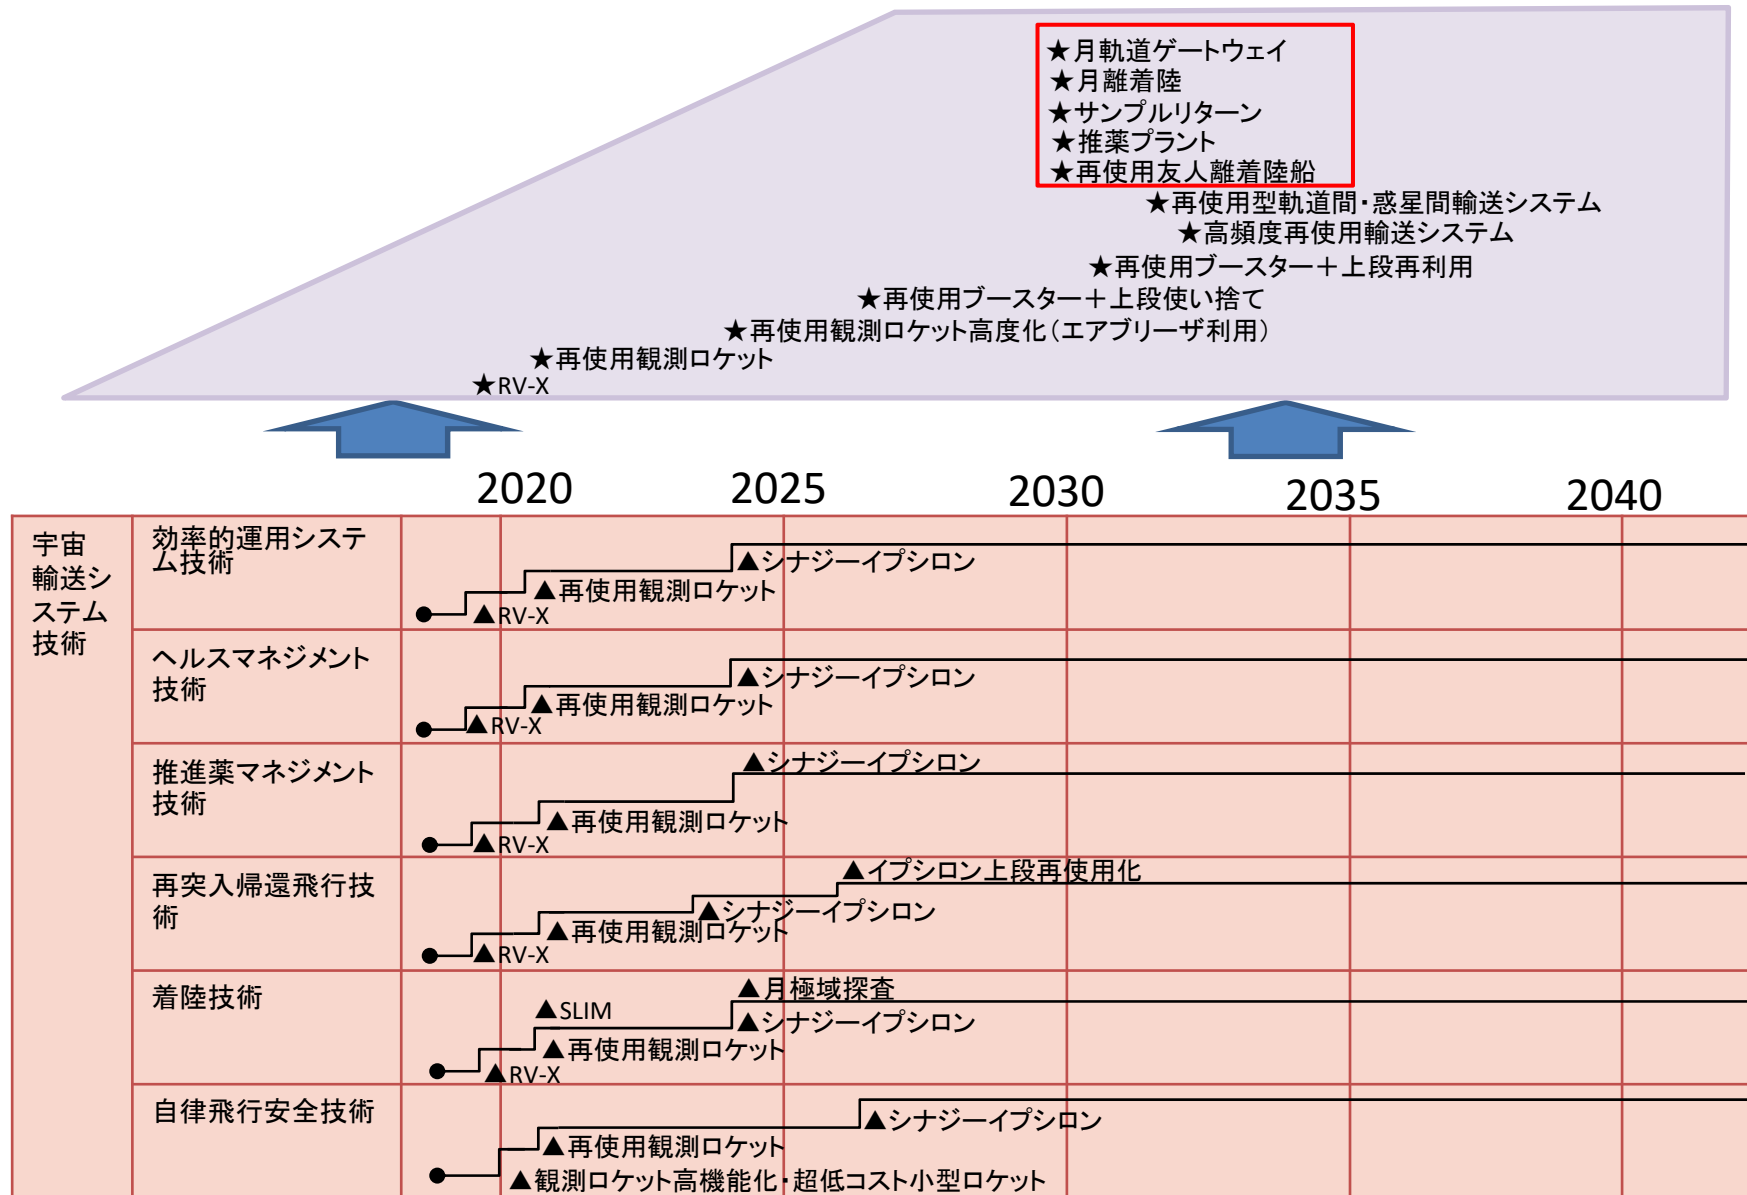 ★月軌道ゲートウェイ
★月離着陸
★サンプルリターン
★推薬プラント
★再使用友人離着陸船
★再使用型軌道間・惑星間輸送システム
★高頻度再使用輸送システム
★再使用ブースター＋上段再利用
★再使用ブースター＋上段使い捨て
★再使用観測ロケット高度化（エアブリーザ利用）
★再使用観測ロケット
★RV-X
2020 2025 2030 2035 2040
宇宙
輸送シ
ステム
技術
効率的運用システ
ム技術
▲シナジーイプシロン
▲再使用観測ロケット
▲RV-X
ヘルスマネジメント
技術
▲シナジーイプシロン
▲再使用観測ロケット
▲RV-X
推進薬マネジメント
技術
▲シナジーイプシロン
▲再使用観測ロケット
▲RV-X
再突入帰還飛行技
術
▲イプシロン上段再使用化
▲シナジーイプシロン
▲再使用観測ロケット
▲RV-X
着陸技術
▲月極域探査
▲SLIM
▲シナジーイプシロン
▲再使用観測ロケット
▲RV-X
自律飛行安全技術
▲シナジーイプシロン
▲再使用観測ロケット
▲観測ロケット高機能化・超低コスト小型ロケット